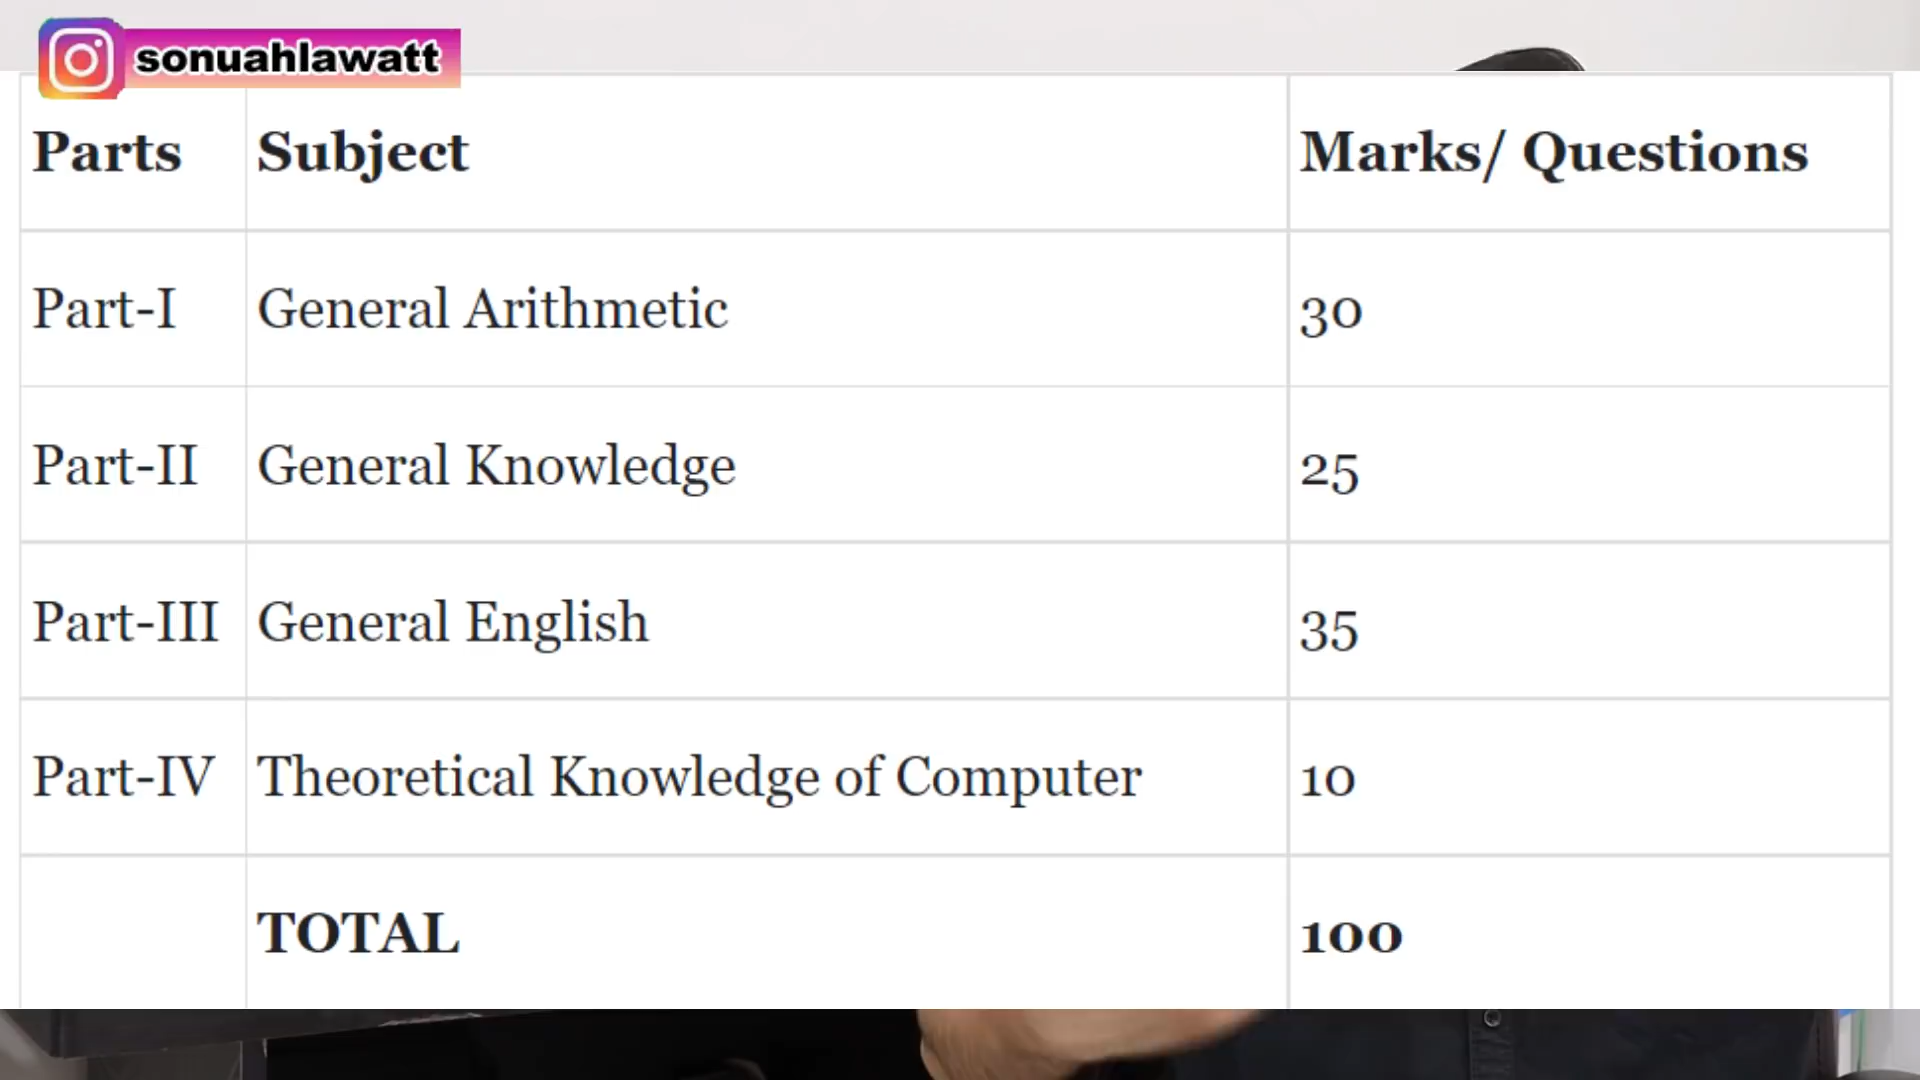 sonuahlawatt
Parts Subject Marks/ Questions
Part-I General Arithmetic 30
Part-II General Knowledge 25
Part-III General English 35
Part-IV Theoretical Knowledge of Computer 10
TOTAL 100